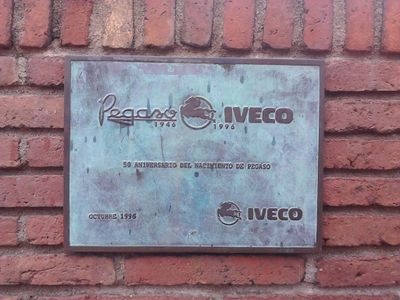 Pegaso IVECO
1946 1996
50 ANIVERSARIO DEL NACIMIENTO DE PEGASO
OCTUBRE 1996 IVECO